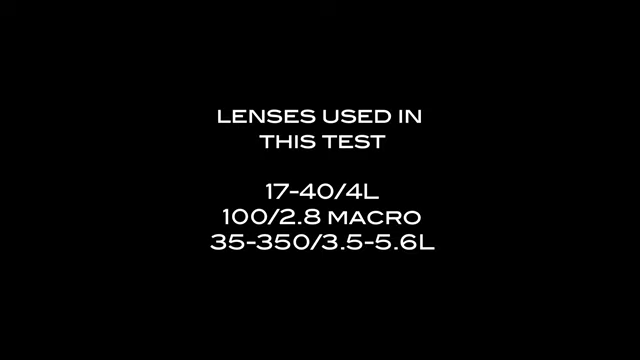 LENSES USED IN
THIS TEST
17-40/4L
100/2.8 MACRO
35-350/3.5-5.6L